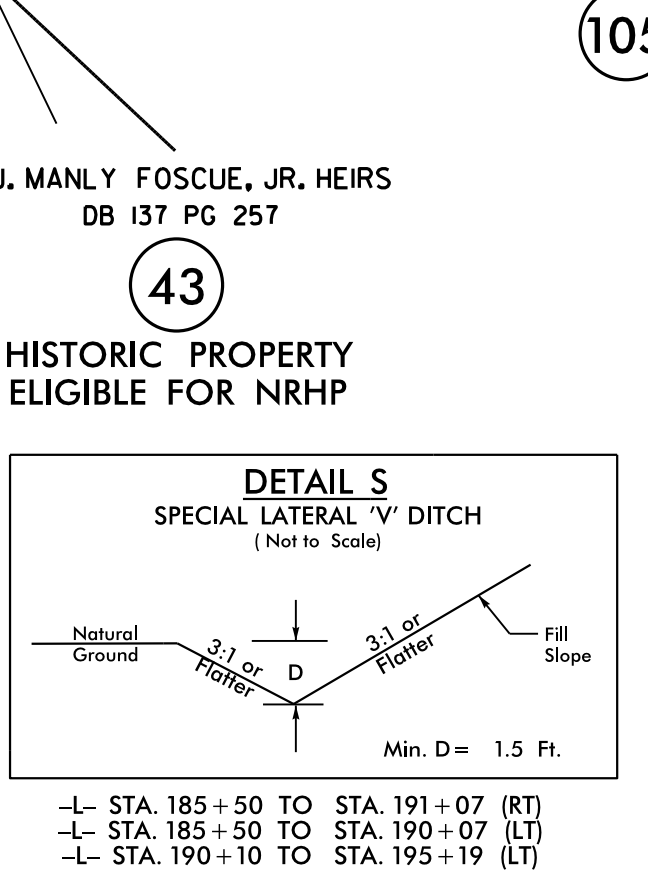 105
J. MANLY FOSCUE, JR. HEIRS
DB 137 PG 257
43
HISTORIC PROPERTY
ELIGIBLE FOR NRHP
DETAIL S
SPECIAL LATERAL 'V' DITCH
( Not to Scale)
Natural
Ground
3:1 or
Flatter
D
3:1 or
Flatter
Fill
Slope
Min. D = 1.5 Ft.
–L– STA. 185+50 TO STA. 191+07 (RT)
–L– STA. 185+50 TO STA. 190+07 (LT)
–L– STA. 190+10 TO STA. 195+19 (LT)